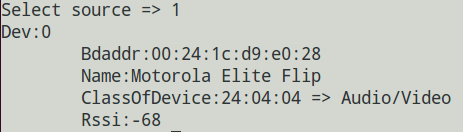 Select source => 1
Dev:0
Bdaddr:00:24:1c:d9:e0:28
Name:Motorola Elite Flip
ClassOfDevice:24:04:04 => Audio/Video
Rssi:-68